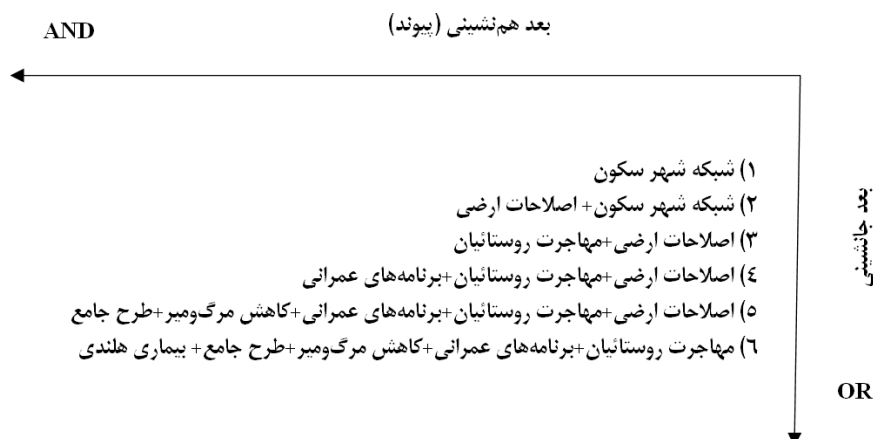 بعد هم‌نشینی (پیوند)
AND
۱) شبکه شهر سکون
۲) شبکه شهر سکون+ اصلاحات ارضی
۳) اصلاحات ارضی+مهاجرت روستائیان
٤) اصلاحات ارضی+مهاجرت روستائیان+برنامه‌های عمرانی
٥) اصلاحات ارضی+مهاجرت روستائیان+برنامه‌های عمرانی+کاهش مرگ‌ومیر+طرح جامع
٦) مهاجرت روستائیان+برنامه‌های عمرانی+کاهش مرگ‌ومیر+طرح جامع+ بیماری هلندی
بعد جانشینی
OR